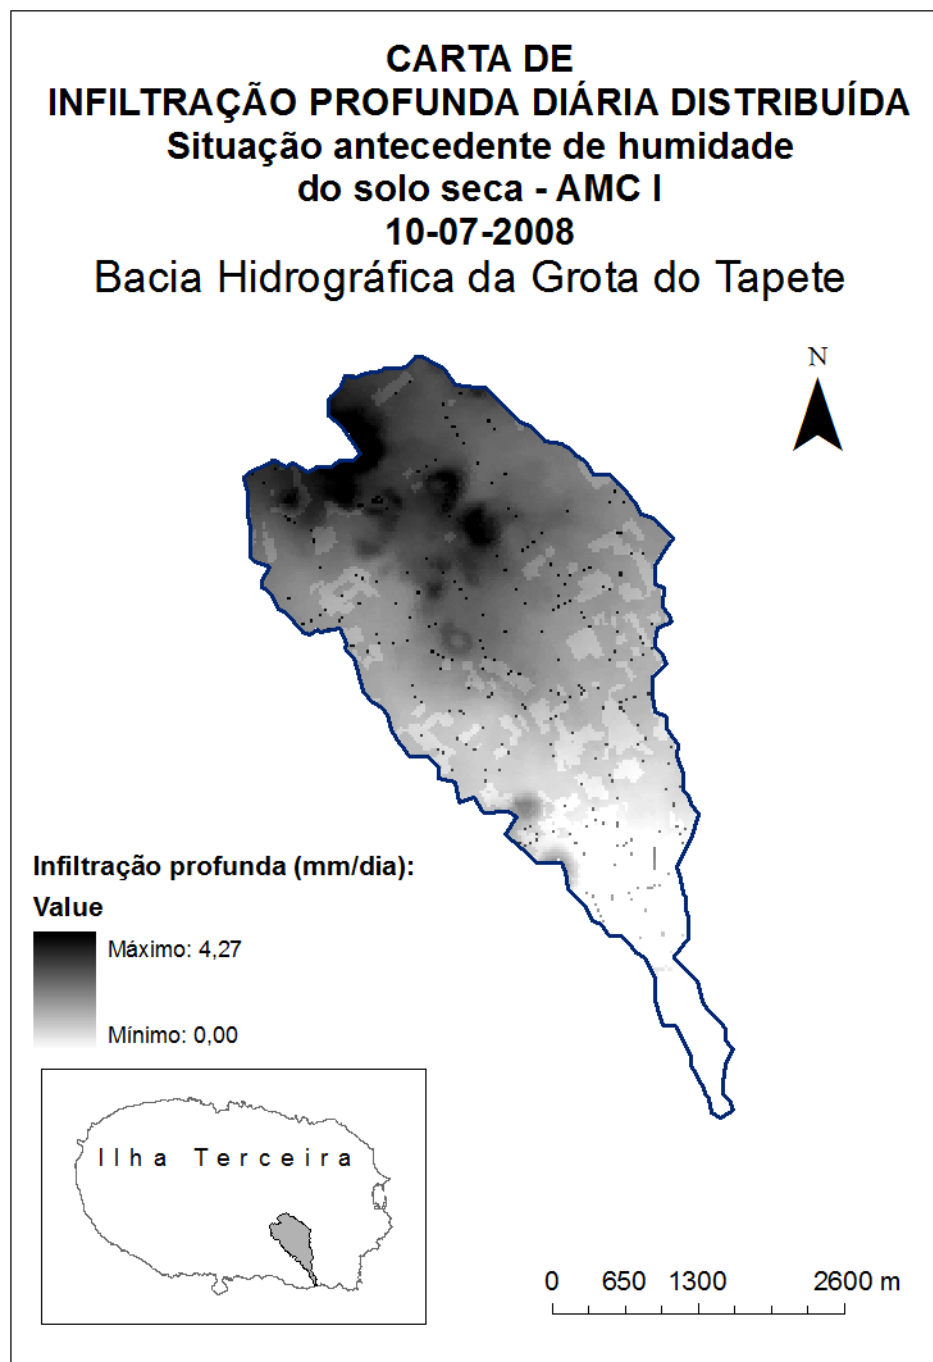 CARTA DE
INFILTRAÇÃO PROFUNDA DIÁRIA DISTRIBUÍDA
Situação antecedente de humidade
do solo seca - AMC I
10-07-2008
Bacia Hidrográfica da Grota do Tapete
N
Infiltração profunda (mm/dia):
Value
Máximo: 4,27
Mínimo: 0,00
Ilha Terceira
0 650 1300 2600 m